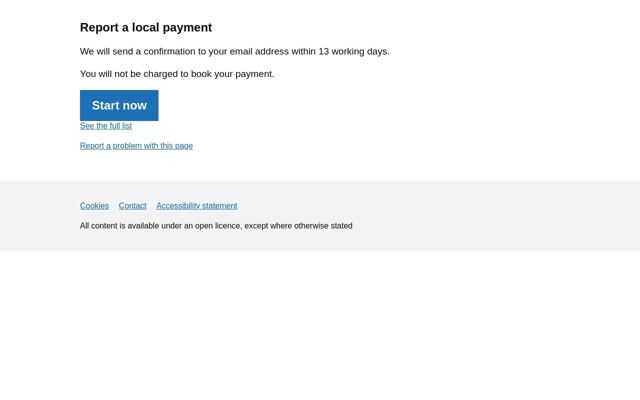 Report a local payment
We will send a confirmation to your email address within 13 working days.
You will not be charged to book your payment.
Start now
See the full list
Report a problem with this page
Cookies Contact Accessibility statement
All content is available under an open licence, except where otherwise stated